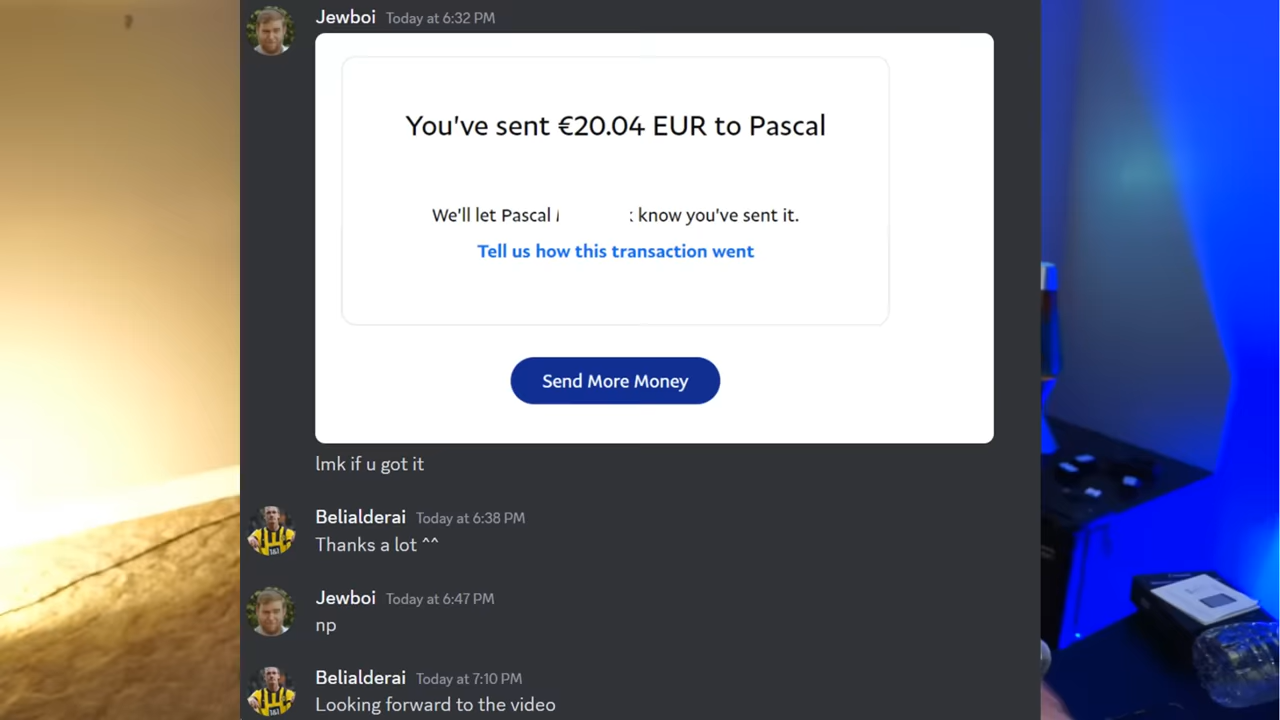 Jewboi Today at 6:32 PM
You've sent €20.04 EUR to Pascal
We'll let Pascal know you've sent it.
Tell us how this transaction went
Send More Money
lmk if u got it
Belialderai Today at 6:38 PM
Thanks a lot ^^
Jewboi Today at 6:47 PM
np
Belialderai Today at 7:10 PM
Looking forward to the video